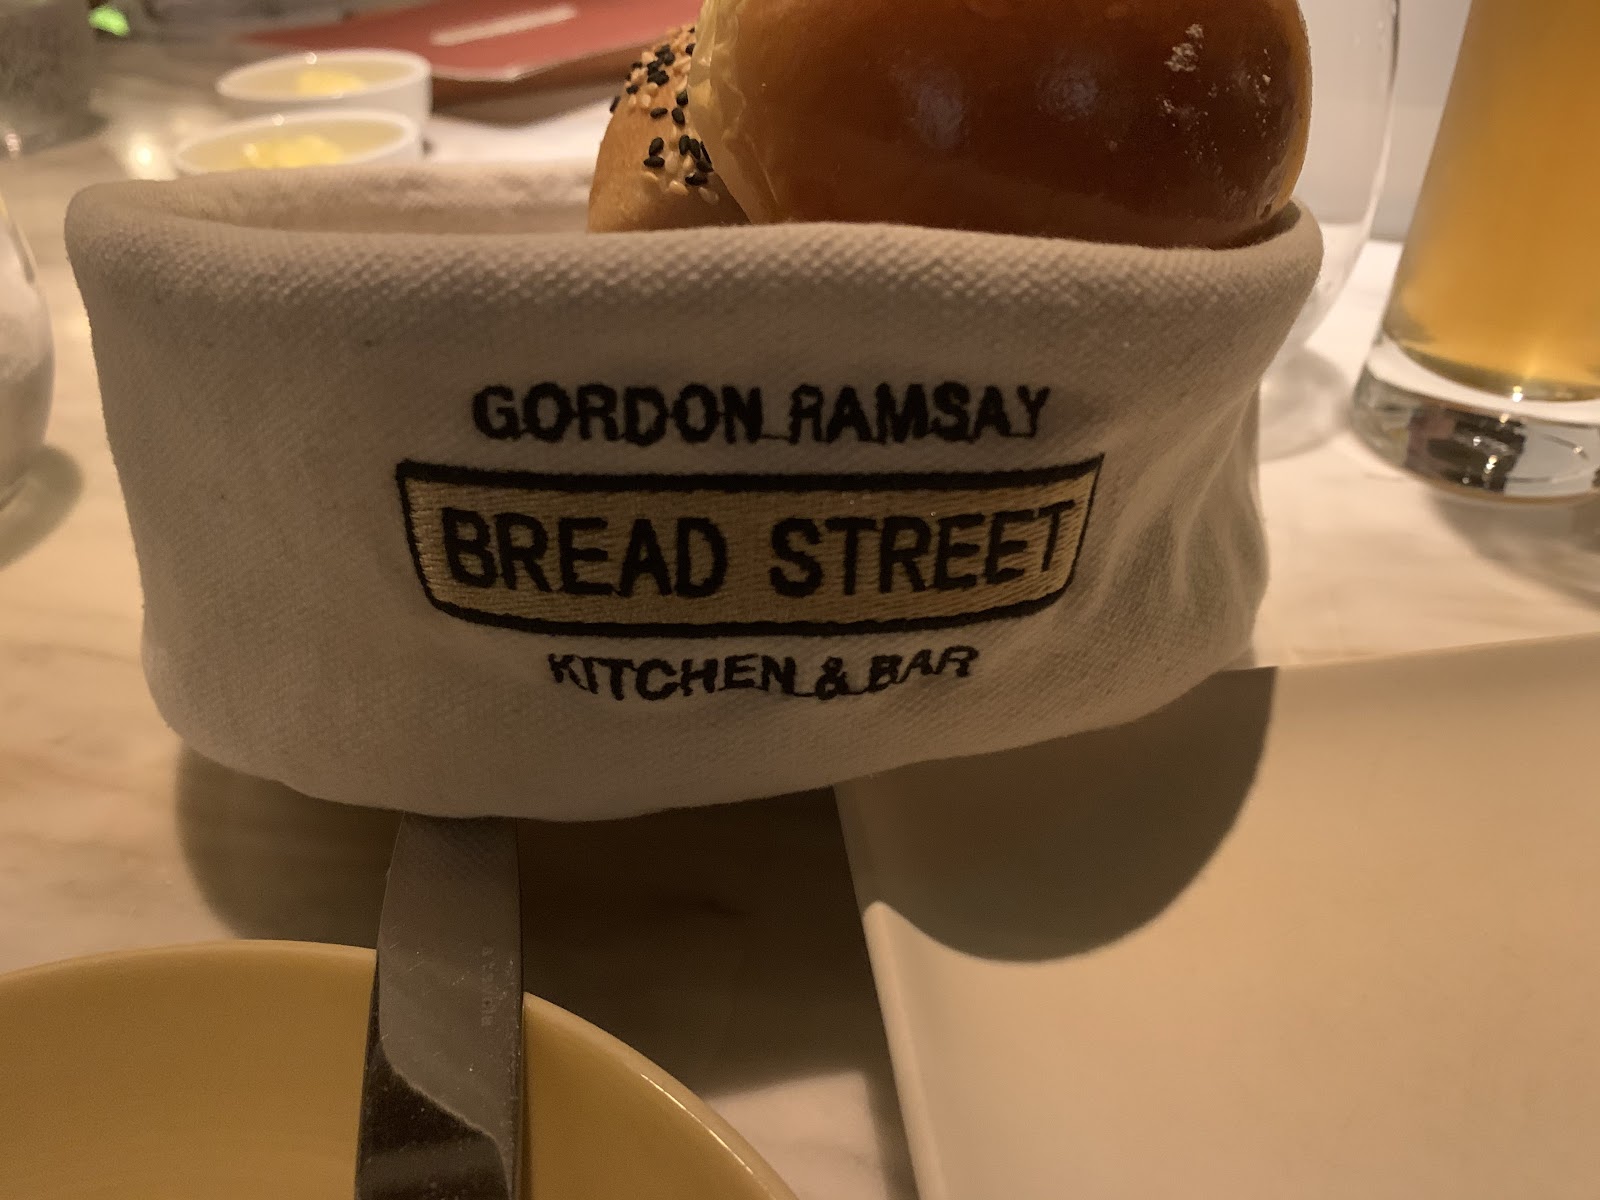 GORDON RAMSAY
BREAD STREET
KITCHEN & BAR